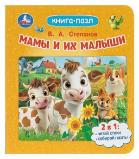 Умка
КНИГА-ПАЗЛ
В. А. Степанов
МАМЫ И ИХ МАЛЫШИ
2 в 1:
читай стихи
собирай пазлы